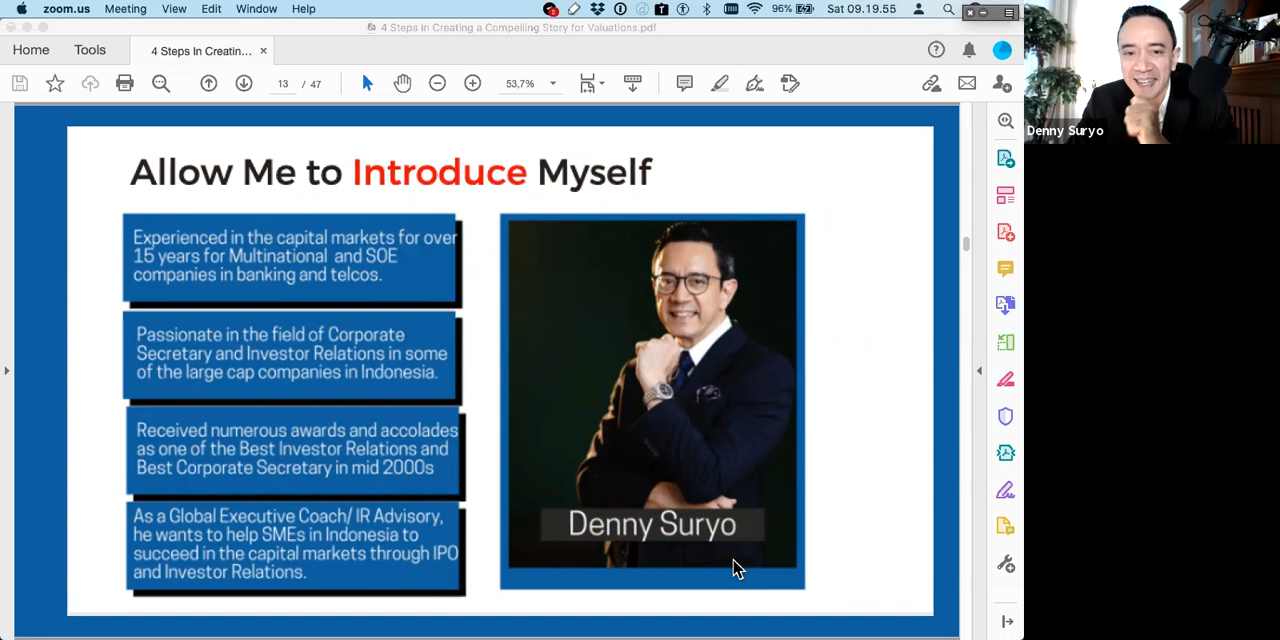 zoom.us Meeting View Edit Window Help
2
96%
Sat 09.19.55
4 Steps In Creating a Compelling Story for Valuations.pdf
Home Tools 4 Steps In Creatin... ×
13 / 47
53,7%
Denny Suryo
Allow Me to Introduce Myself
Experienced in the capital markets for over
15 years for Multinational and SOE
companies in banking and telcos.
Passionate in the field of Corporate
Secretary and Investor Relations in some
of the large cap companies in Indonesia.
Received numerous awards and accolades
as one of the Best Investor Relations and
Best Corporate Secretary in mid 2000s
As a Global Executive Coach/ IR Advisory,
he wants to help SMEs in Indonesia to
succeed in the capital markets through IPO
and Investor Relations.
Denny Suryo